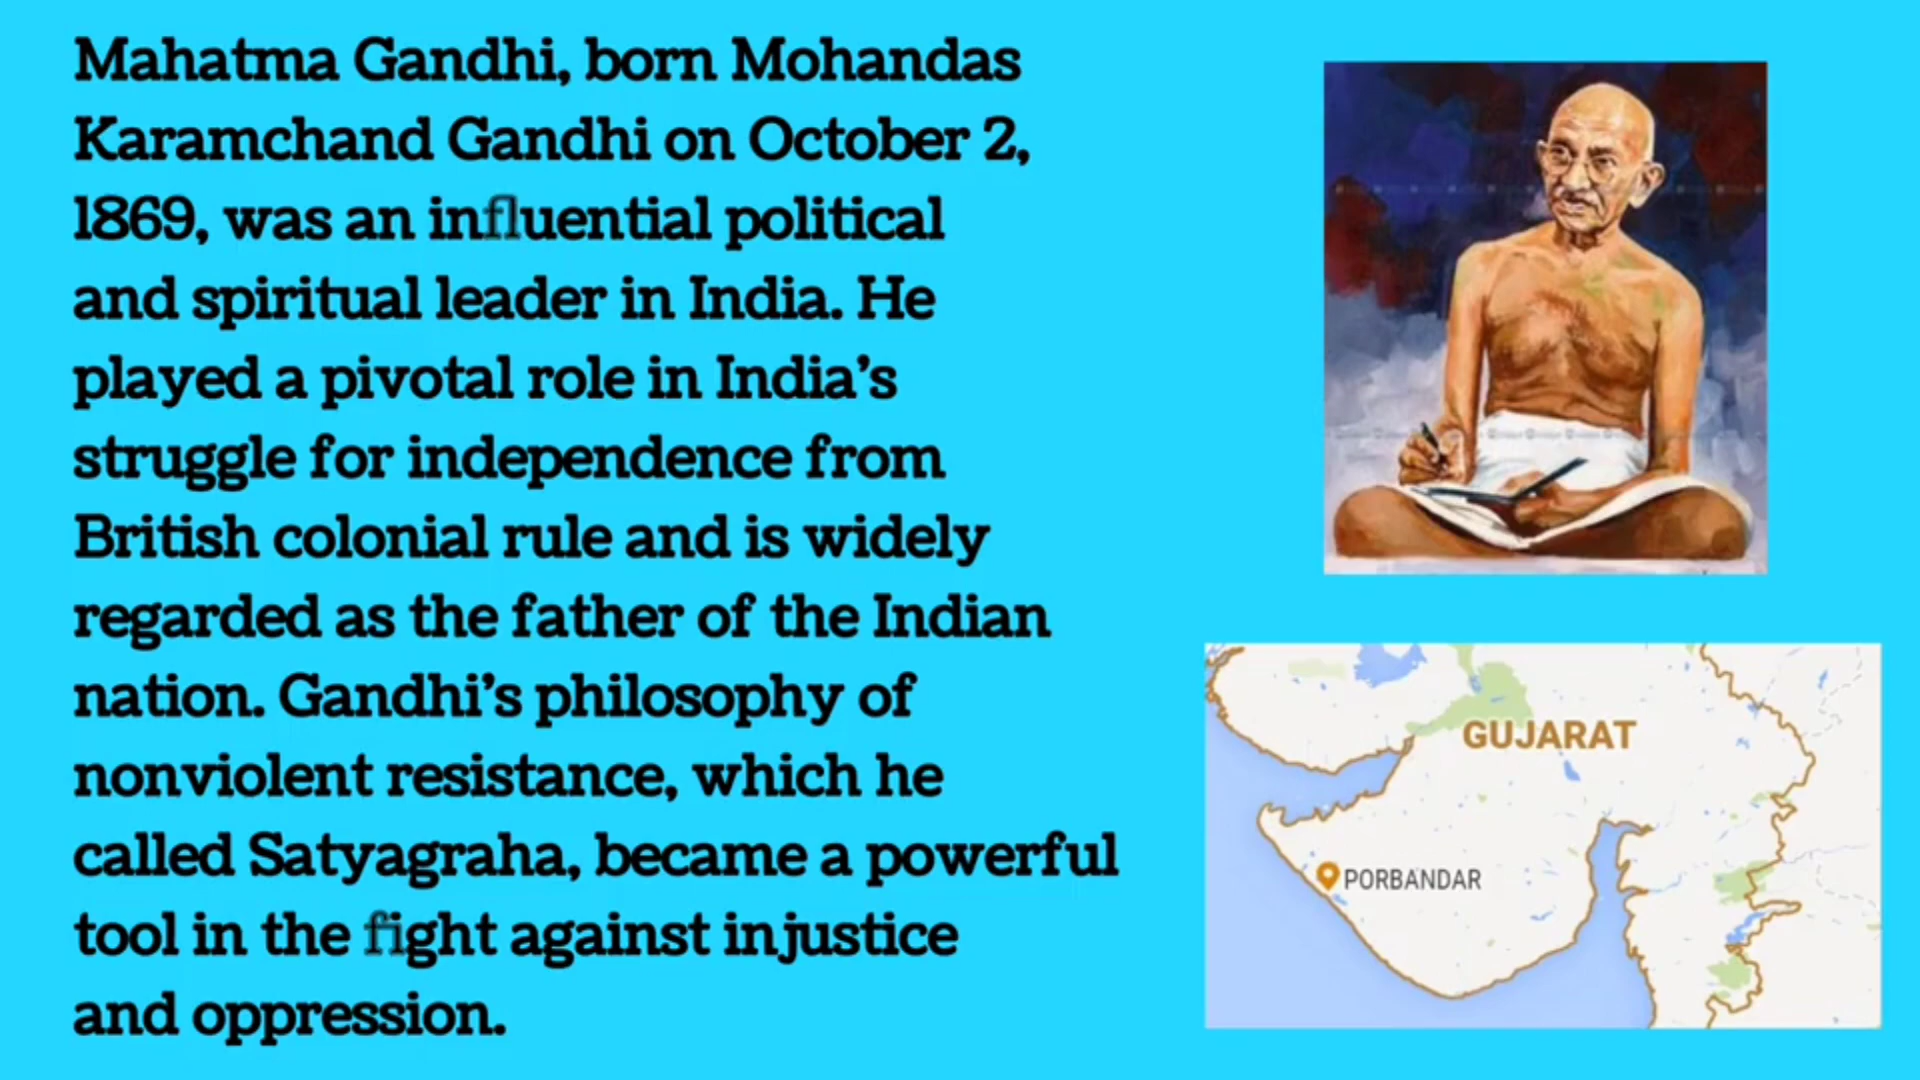 Mahatma Gandhi, born Mohandas
Karamchand Gandhi on October 2,
1869, was an influential political
and spiritual leader in India. He
played a pivotal role in India’s
struggle for independence from
British colonial rule and is widely
regarded as the father of the Indian
nation. Gandhi’s philosophy of
nonviolent resistance, which he
called Satyagraha, became a powerful
tool in the fight against injustice
and oppression.
GUJARAT
PORBANDAR